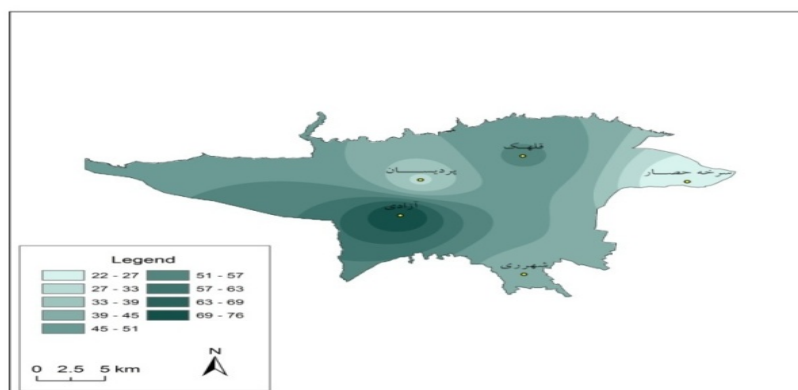 قلهک
پردیسان
سرخه حصار
آزادی
شهرری
Legend
22 - 27
27 - 33
33 - 39
39 - 45
45 - 51
51 - 57
57 - 63
63 - 69
69 - 76
N
0 2.5 5 km